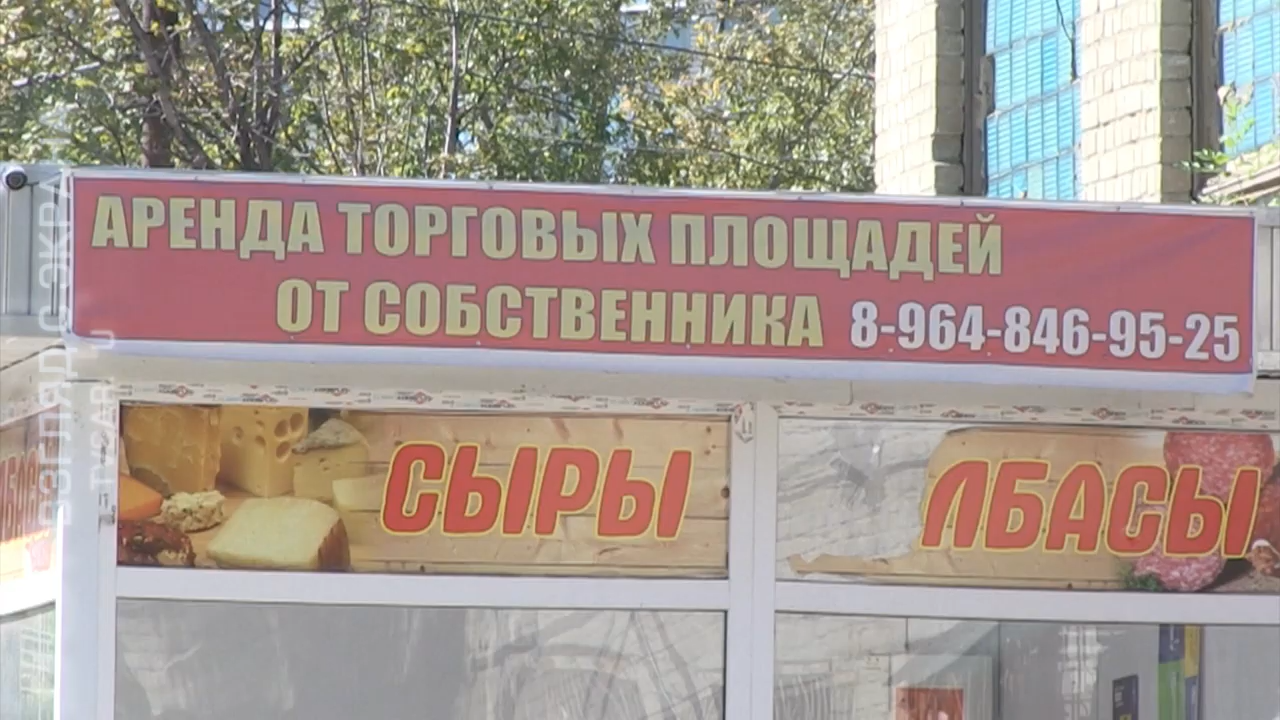 АРЕНДА ТОРГОВЫХ ПЛОЩАДЕЙ
ОТ СОБСТВЕННИКА 8-964-846-95-25
СЫРЫ
ЛБАСЫ